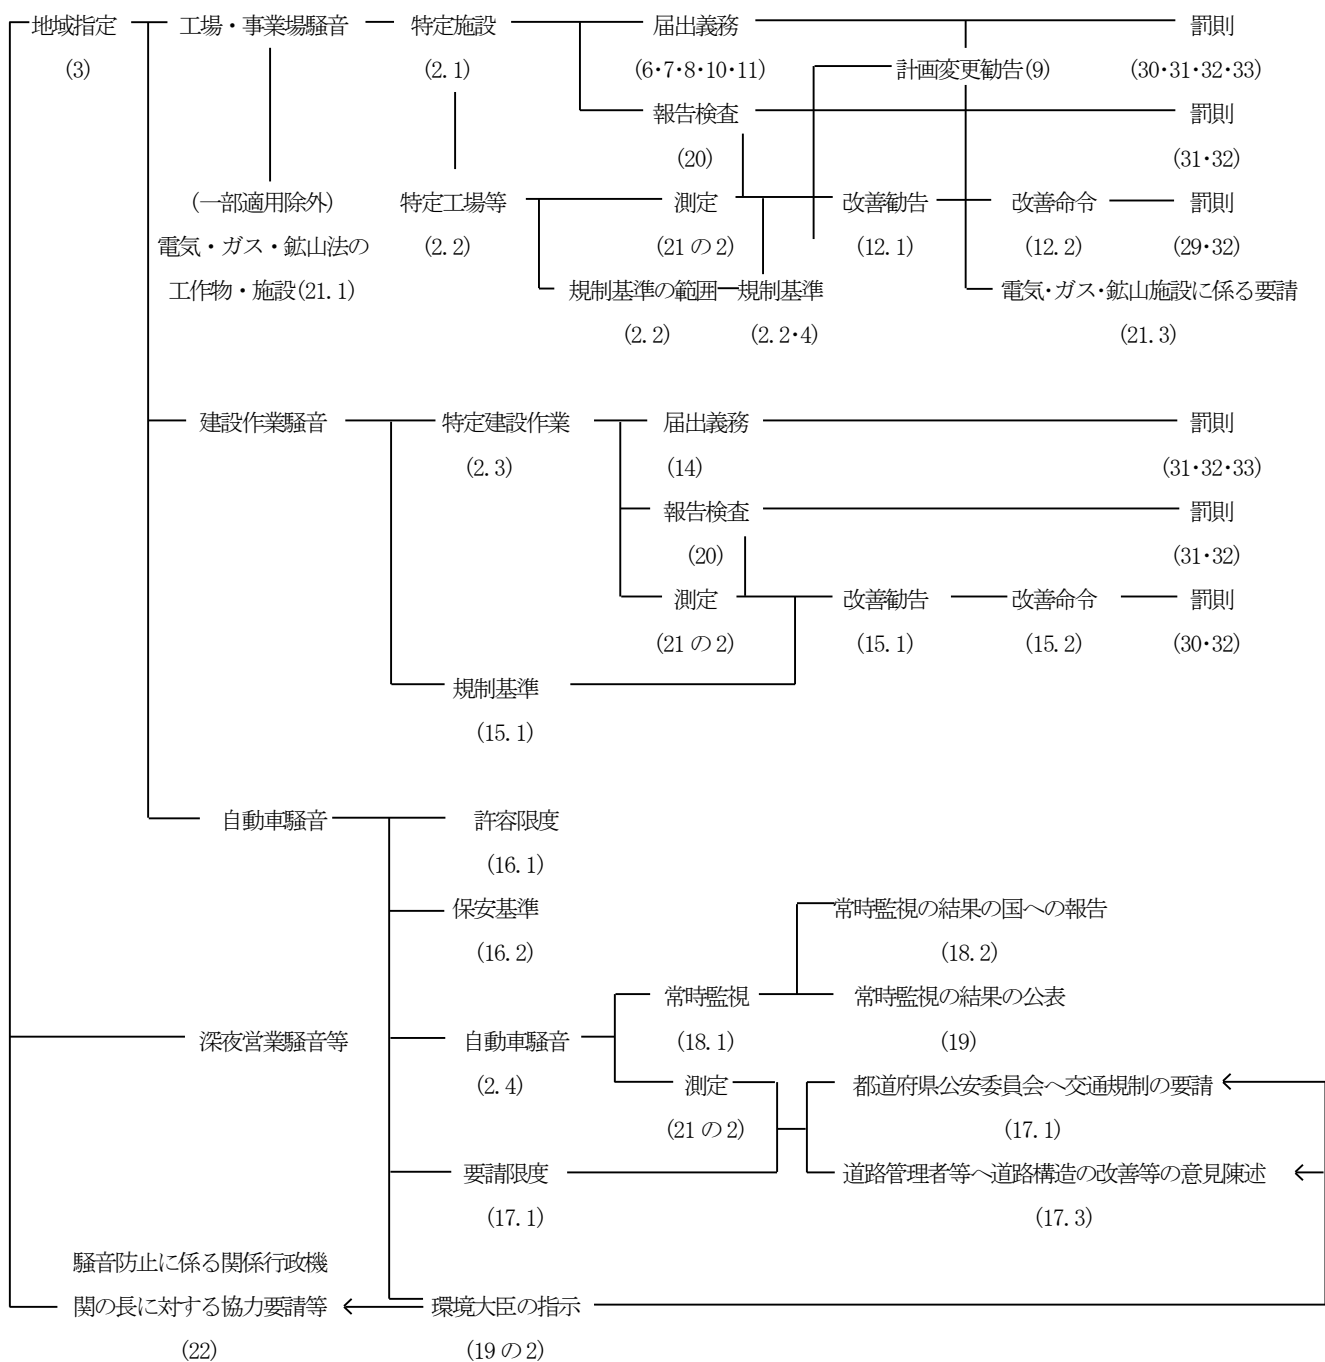 地域指定 工場・事業場騒音 特定施設 届出義務 罰則
(3) (2.1) (6・7・8・10・11) 計画変更勧告(9) (30・31・32・33)
報告検査 罰則
(20) (31・32)
(一部適用除外) 特定工場等 測定 改善勧告 改善命令 罰則
電気・ガス・鉱山法の (2.2) (21の2) (12.1) (12.2) (29・32)
工作物・施設(21.1) 規制基準の範囲 規制基準 電気・ガス・鉱山施設に係る要請
(2.2) (2.2・4) (21.3)
建設作業騒音 特定建設作業 届出義務 罰則
(2.3) (14) (31・32・33)
報告検査 罰則
(20) (31・32)
測定 改善勧告 改善命令 罰則
(21の2) (15.1) (15.2) (30・32)
規制基準
(15.1)
自動車騒音 許容限度
(16.1)
保安基準 常時監視の結果の国への報告
(16.2) (18.2)
常時監視 常時監視の結果の公表
深夜営業騒音等 自動車騒音 (18.1) (19)
(2.4) 測定 都道府県公安委員会へ交通規制の要請
(21の2) (17.1)
要請限度 道路管理者等へ道路構造の改善等の意見陳述
(17.1) (17.3)
騒音防止に係る関係行政機
関の長に対する協力要請等 環境大臣の指示
(22) (19の2)